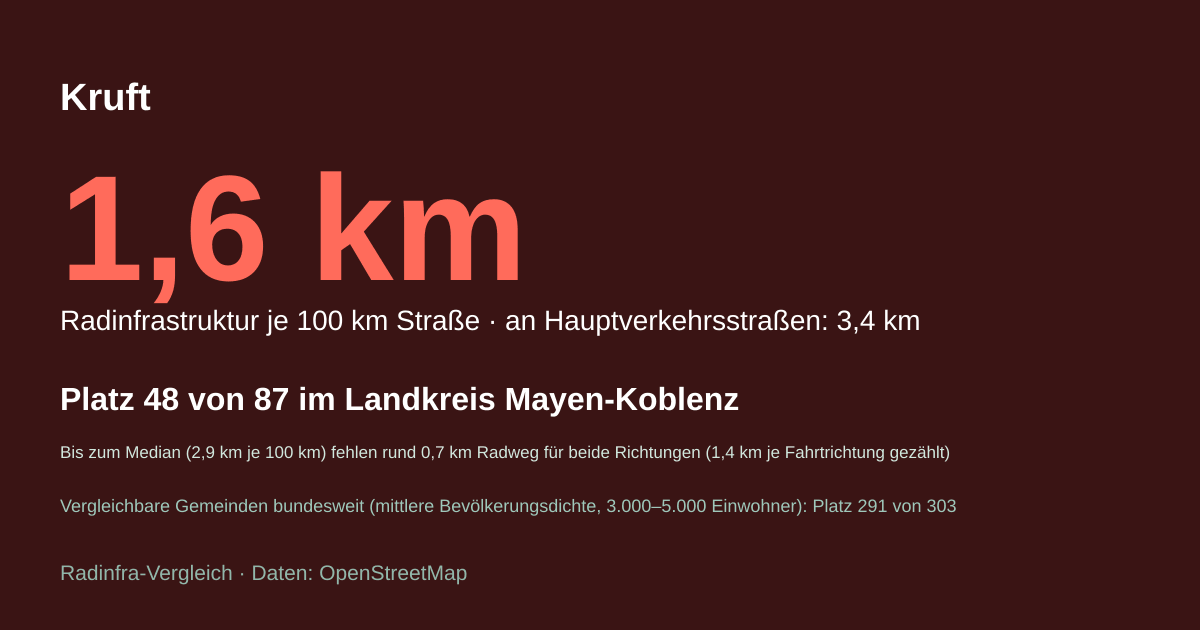 Kruft
1,6 km
Radinfrastruktur je 100 km Straße · an Hauptverkehrsstraßen: 3,4 km
Platz 48 von 87 im Landkreis Mayen-Koblenz
Bis zum Median (2,9 km je 100 km) fehlen rund 0,7 km Radweg für beide Richtungen (1,4 km je Fahrtrichtung gezählt)
Vergleichbare Gemeinden bundesweit (mittlere Bevölkerungsdichte, 3.000–5.000 Einwohner): Platz 291 von 303
Radinfra-Vergleich · Daten: OpenStreetMap